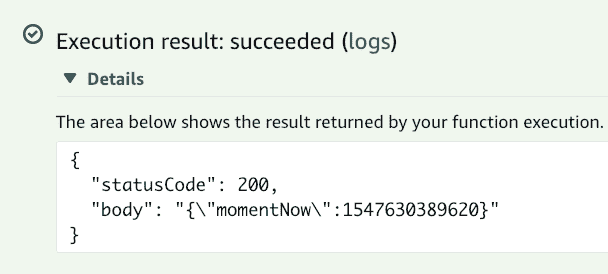 Execution result: succeeded (logs)
Details
The area below shows the result returned by your function execution.
{
"statusCode": 200,
"body": "{\"momentNow\":1547630389620}"
}